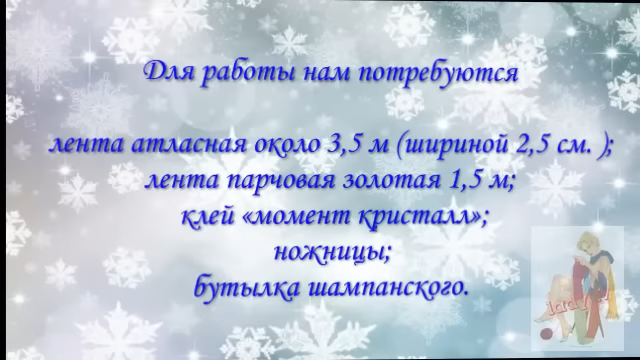 Для работы нам потребуются
лента атласная около 3,5 м (шириной 2,5 см. );
лента парчовая золотая 1,5 м;
клей «момент кристалл»;
ножницы;
бутылка шампанского.